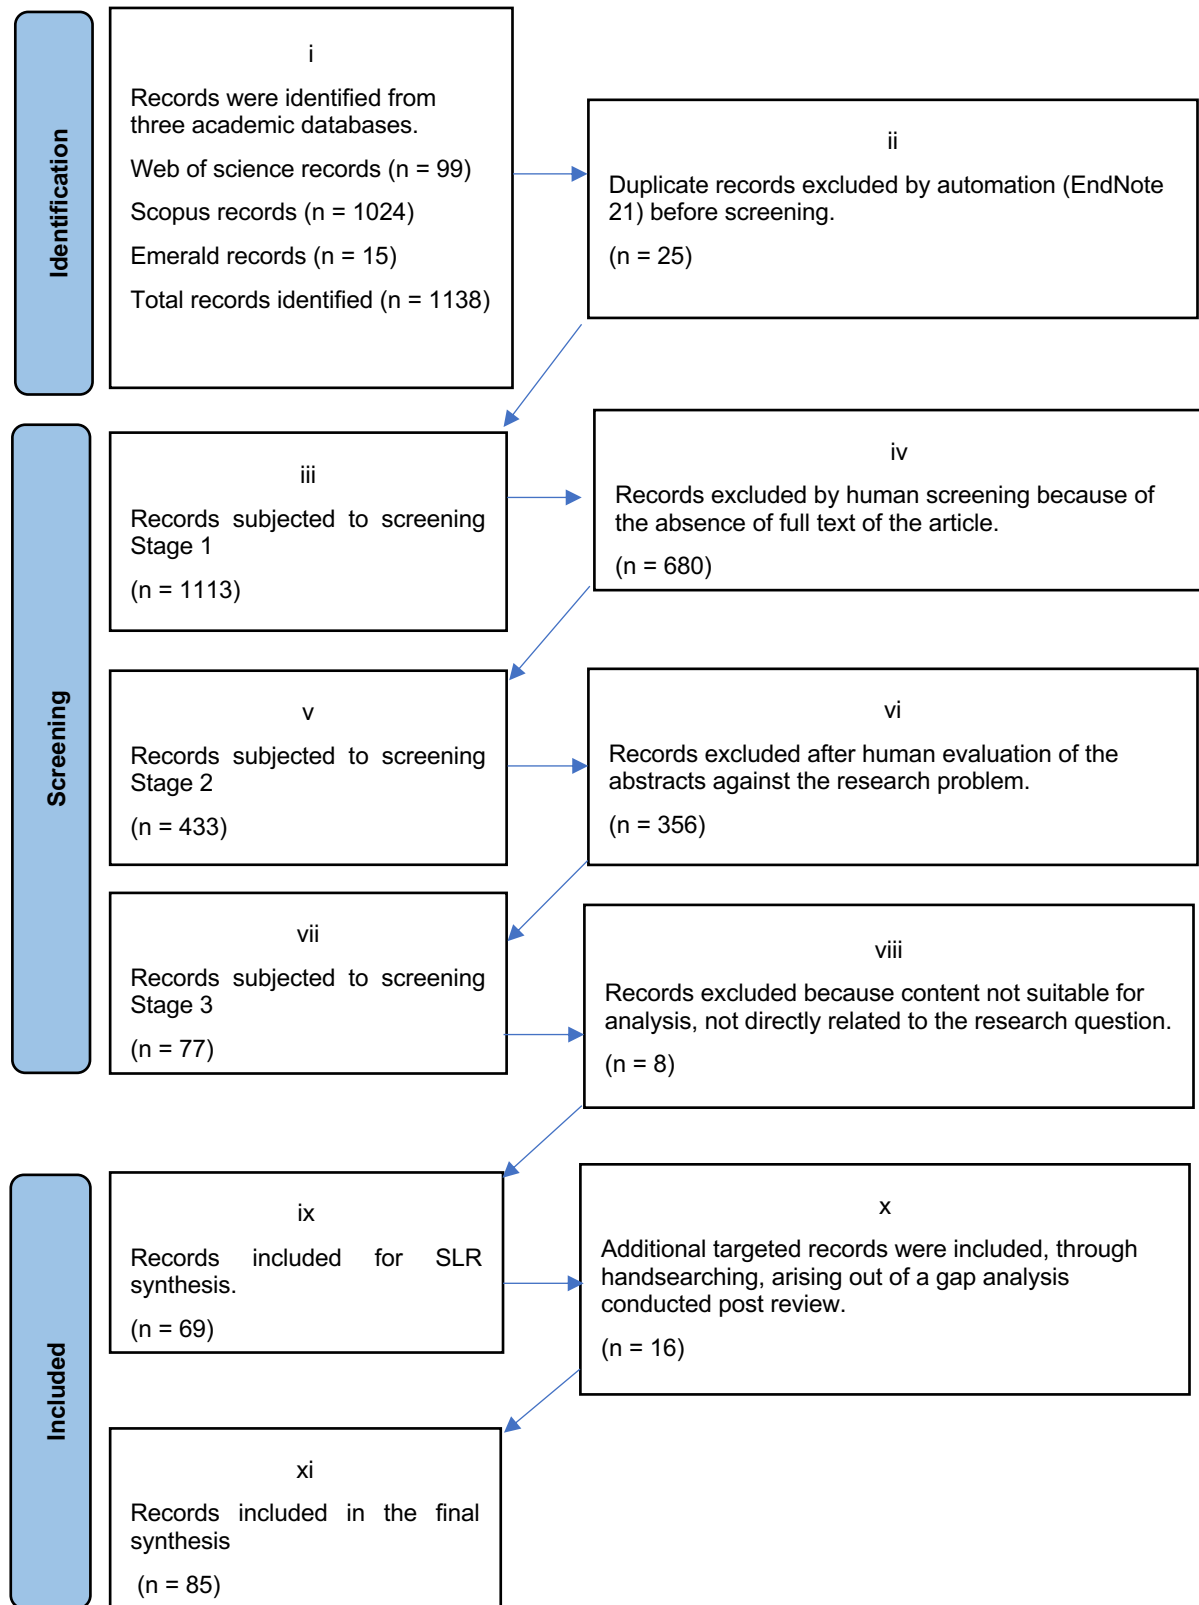 Identification
i
Records were identified from
three academic databases.
Web of science records (n = 99)
Scopus records (n = 1024)
Emerald records (n = 15)
Total records identified (n = 1138)
ii
Duplicate records excluded by automation (EndNote
21) before screening.
(n = 25)
Screening
iii
Records subjected to screening
Stage 1
(n = 1113)
iv
Records excluded by human screening because of
the absence of full text of the article.
(n = 680)
v
Records subjected to screening
Stage 2
(n = 433)
vi
Records excluded after human evaluation of the
abstracts against the research problem.
(n = 356)
vii
Records subjected to screening
Stage 3
(n = 77)
viii
Records excluded because content not suitable for
analysis, not directly related to the research question.
(n = 8)
Included
ix
Records included for SLR
synthesis.
(n = 69)
x
Additional targeted records were included, through
handsearching, arising out of a gap analysis
conducted post review.
(n = 16)
xi
Records included in the final
synthesis
(n = 85)